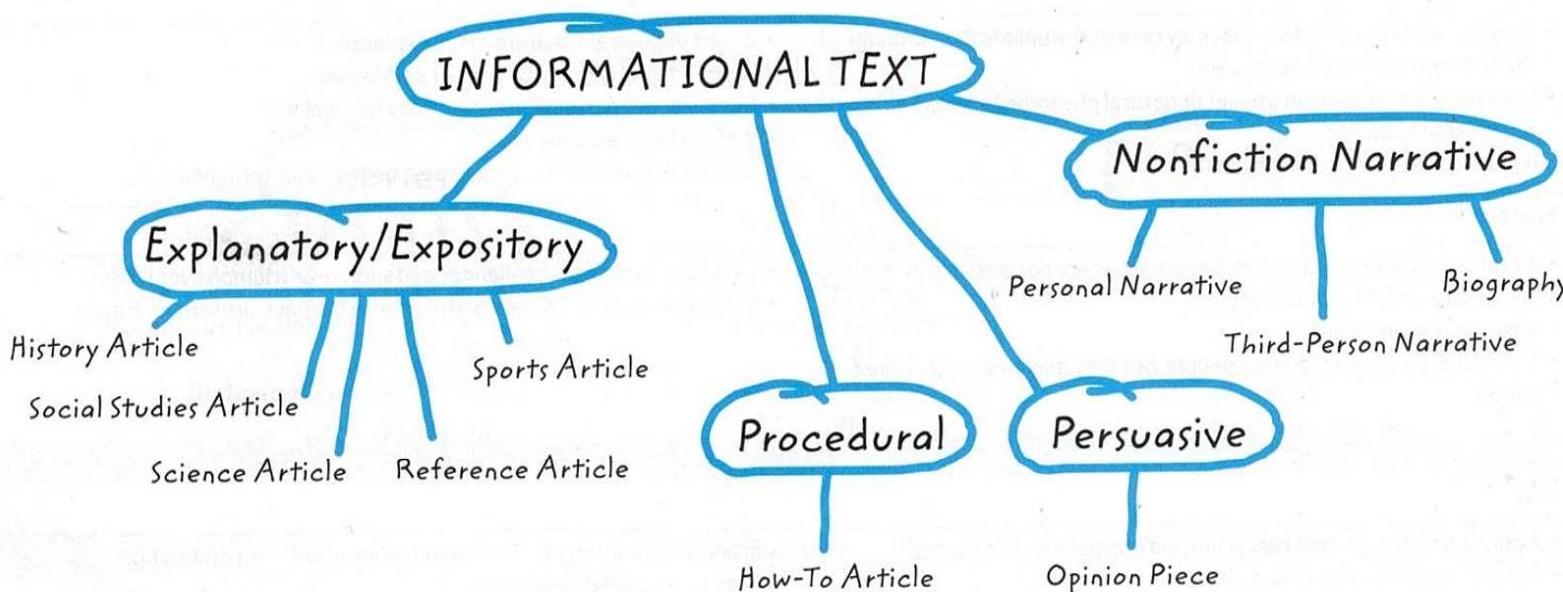 INFORMATIONAL TEXT
Nonfiction Narrative
Explanatory/Expository
Personal Narrative
Biography
Third-Person Narrative
History Article
Sports Article
Social Studies Article
Science Article
Reference Article
Procedural
Persuasive
How-To Article
Opinion Piece